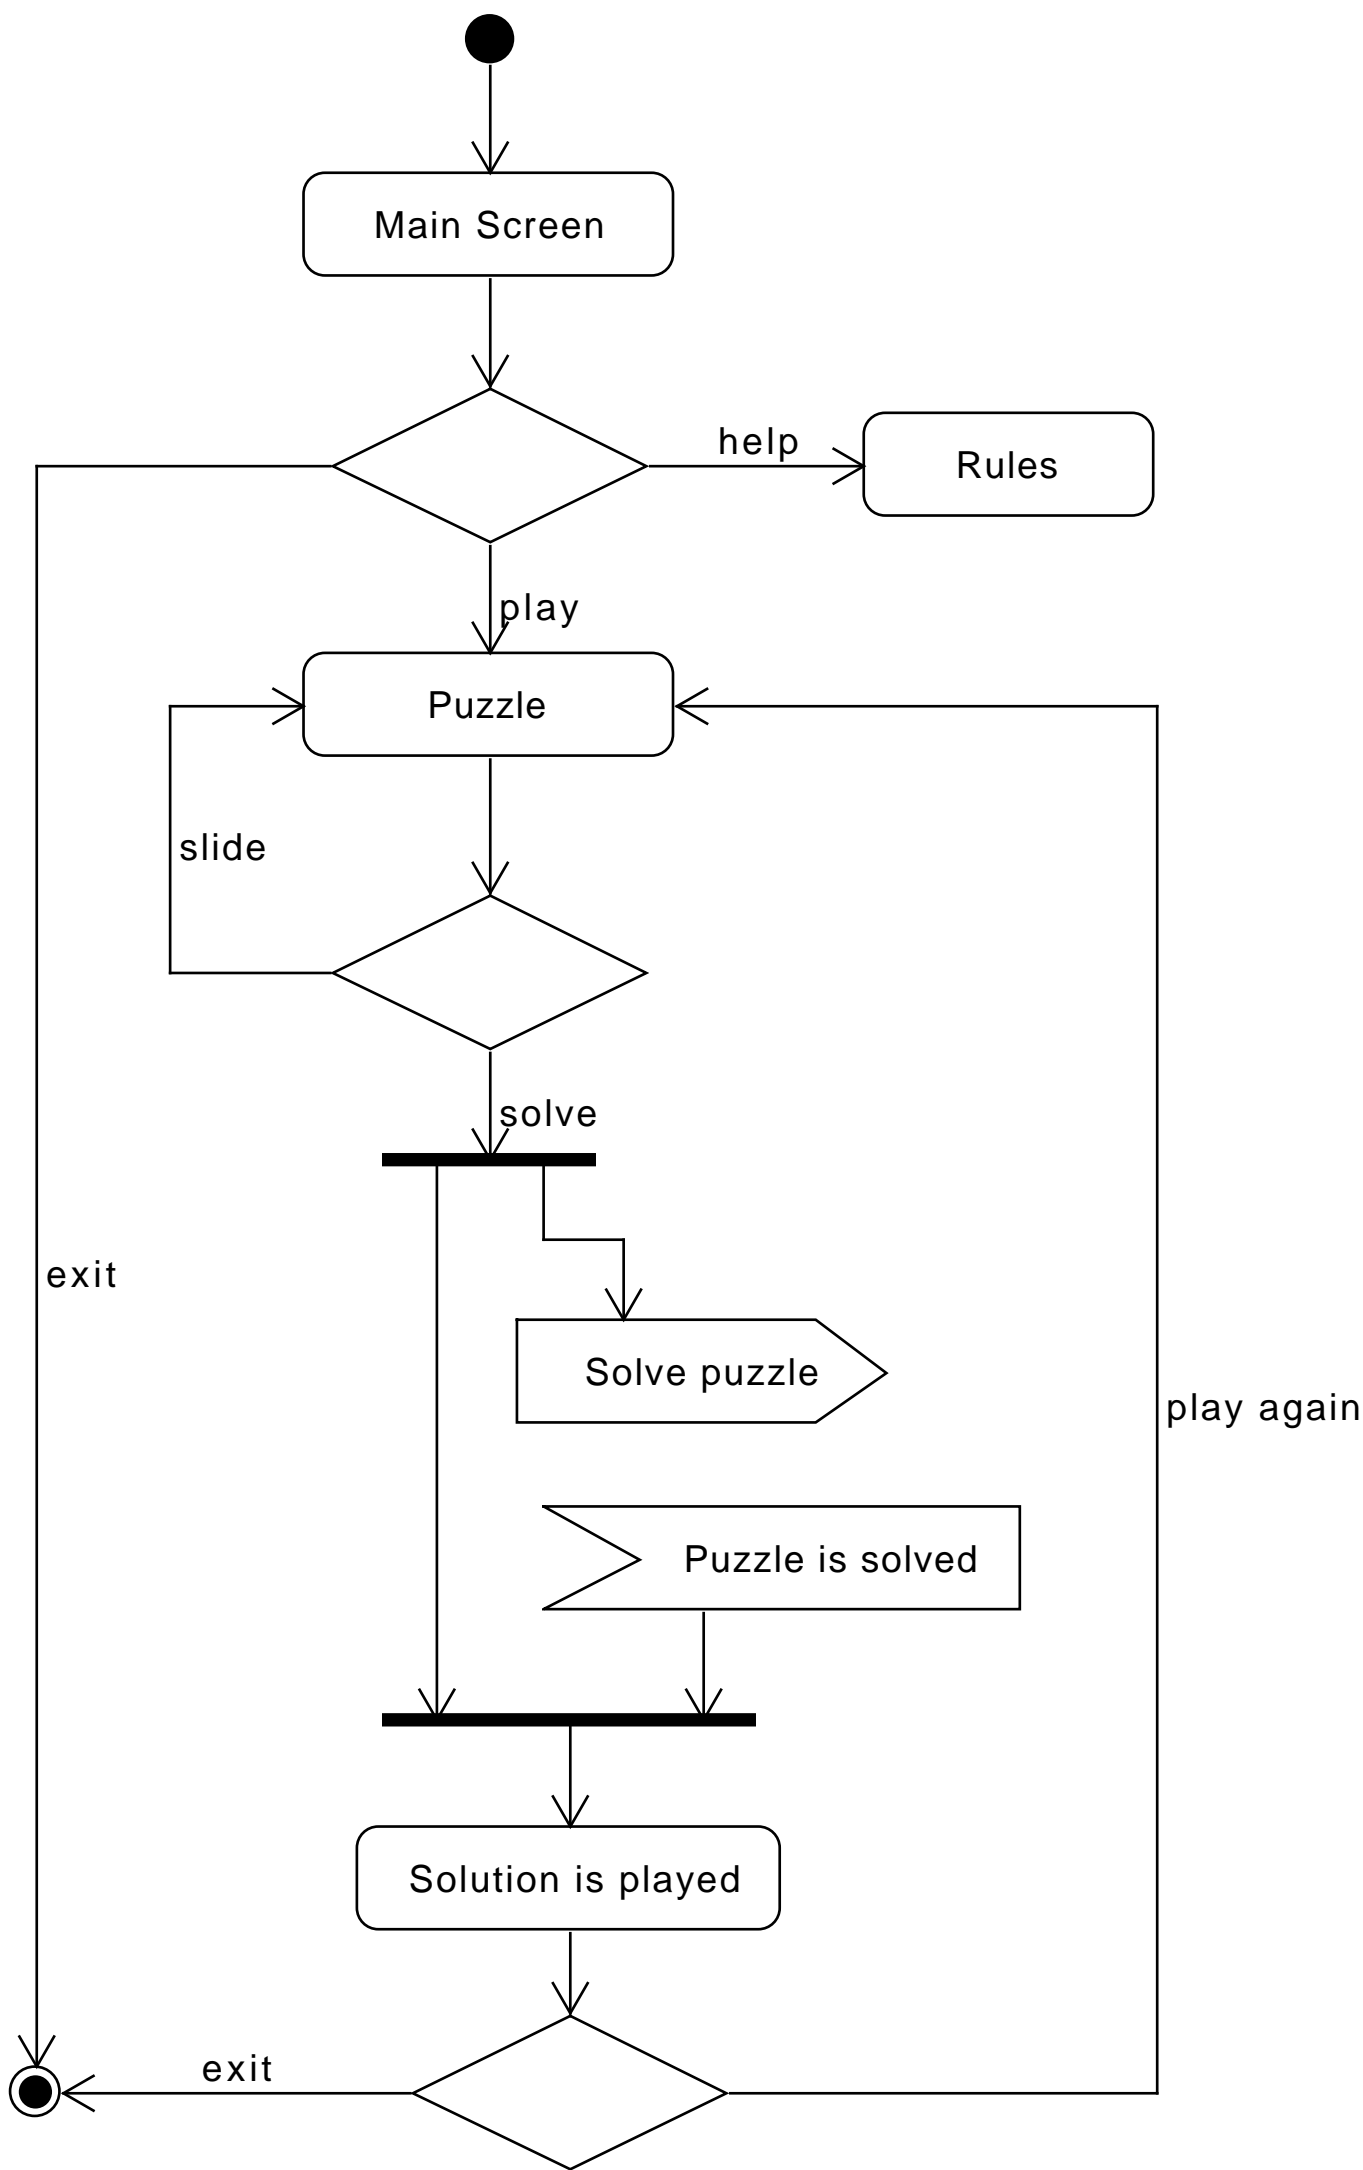 Main Screen
help
Rules
play
Puzzle
slide
solve
exit
Solve puzzle
play again
Puzzle is solved
Solution is played
exit